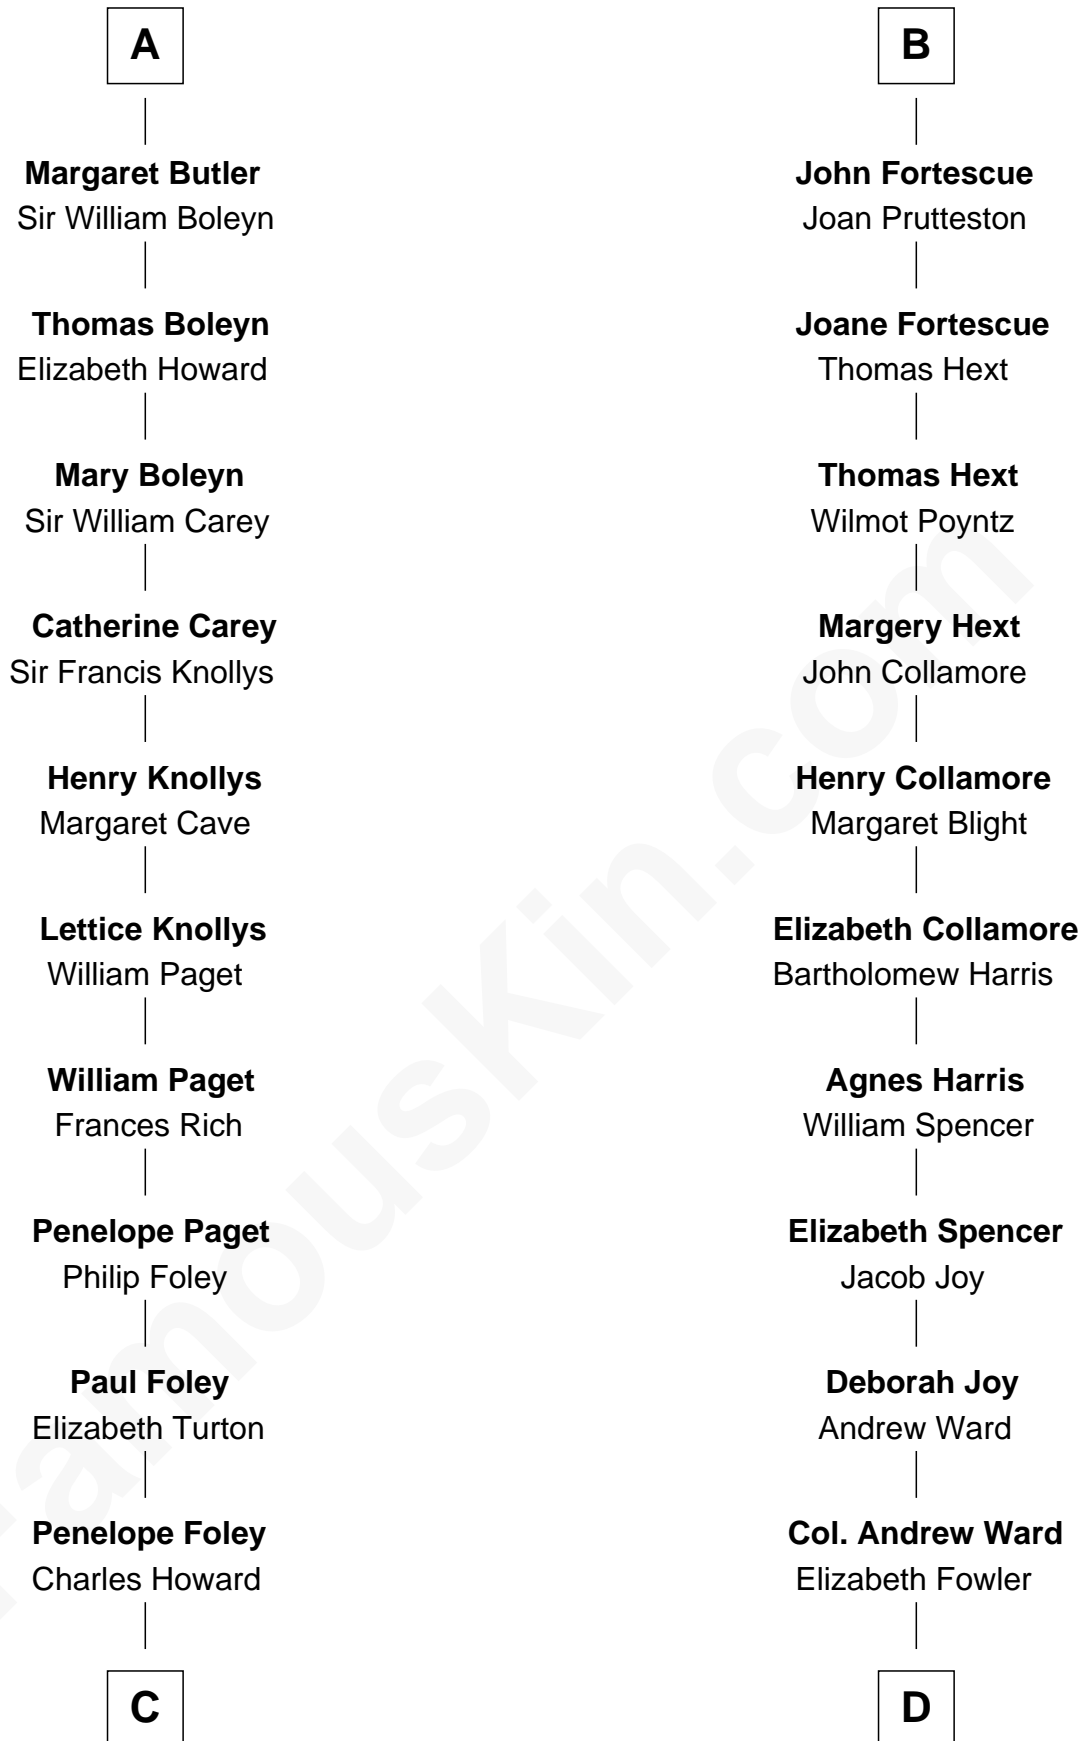 A
Margaret Butler
Sir William Boleyn
Thomas Boleyn
Elizabeth Howard
Mary Boleyn
Sir William Carey
Catherine Carey
Sir Francis Knollys
Henry Knollys
Margaret Cave
Lettice Knollys
William Paget
William Paget
Frances Rich
Penelope Paget
Philip Foley
Paul Foley
Elizabeth Turton
Penelope Foley
Charles Howard
C
B
John Fortescue
Joan Prutteston
Joane Fortescue
Thomas Hext
Thomas Hext
Wilmot Poyntz
Margery Hext
John Collamore
Henry Collamore
Margaret Blight
Elizabeth Collamore
Bartholomew Harris
Agnes Harris
William Spencer
Elizabeth Spencer
Jacob Joy
Deborah Joy
Andrew Ward
Col. Andrew Ward
Elizabeth Fowler
D
FamousKin.com